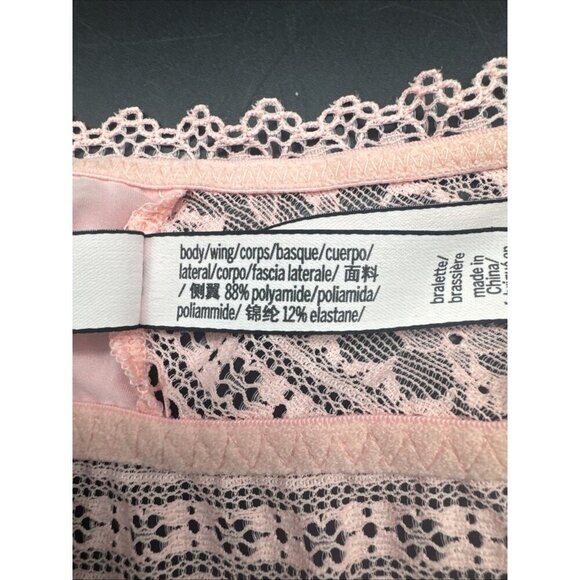 body/wing/corps/basque/cuerpo/
lateral/corpo/fascia laterale/ 面料
/ 侧翼 88% polyamide/poliamida/
poliammide/ 锦纶 12% elastane/
bralette/
brassière
made in
China/